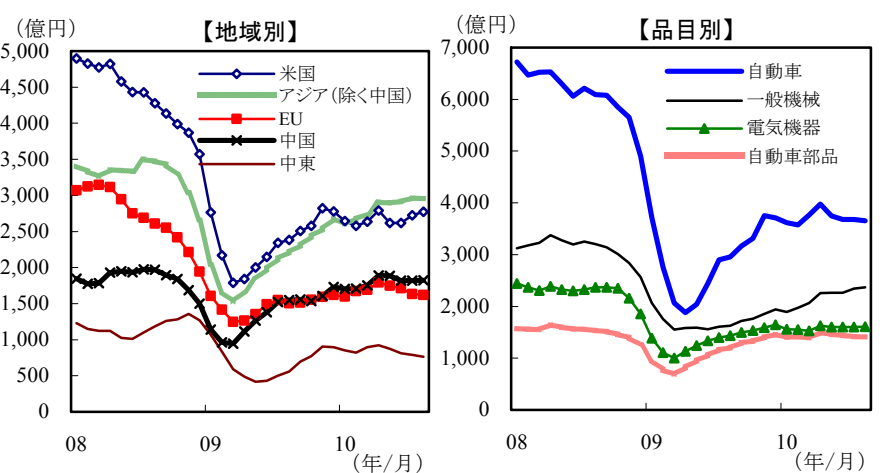 (億円)
【地域別】
5,000
4,500
4,000
3,500
3,000
2,500
2,000
1,500
1,000
500
0
米国
アジア(除く中国)
EU
中国
中東
08
09
10
(年/月)
(億円)
【品目別】
7,000
6,000
5,000
4,000
3,000
2,000
1,000
0
自動車
一般機械
電気機器
自動車部品
08
09
10
(年/月)